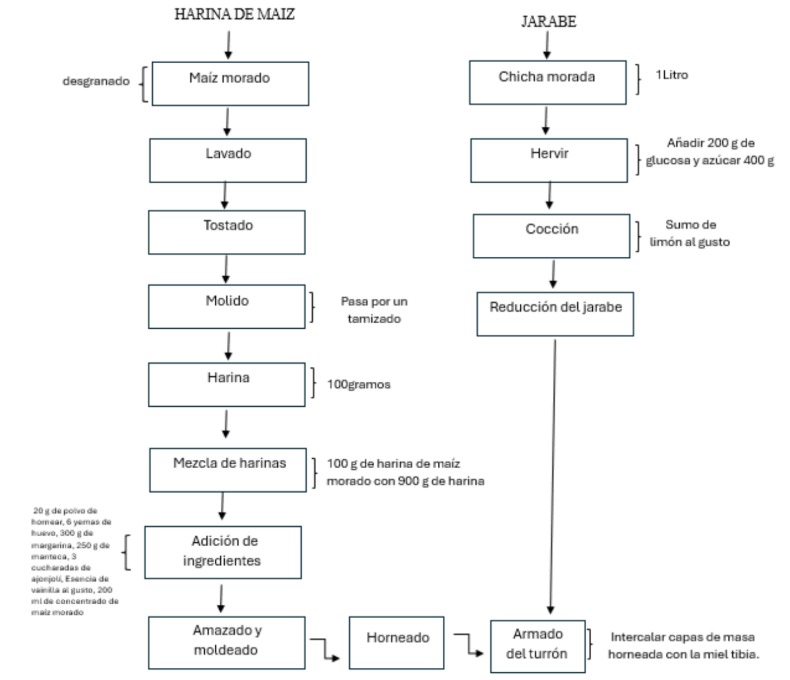 HARINA DE MAIZ
desgranado
Maíz morado
Lavado
Tostado
Molido
Pasa por un
tamizado
Harina
100gramos
Mezcla de harinas
100 g de harina de maíz
morado con 900 g de harina
20 g de polvo de
hornear, 6 yemas de
huevo, 300 g de
margarina, 250 g de
manteca, 3
cucharadas de
ajonjolí, Esencia de
vainilla al gusto, 200
ml de concentrado de
maíz morado
Adición de
ingredientes
Amazado y
moldeado
Horneado
JARABE
Chicha morada
1Litro
Hervir
Añadir 200 g de
glucosa y azúcar 400 g
Cocción
Sumo de
limón al gusto
Reducción del jarabe
Armado
del turrón
Intercalar capas de masa
horneada con la miel tibia.